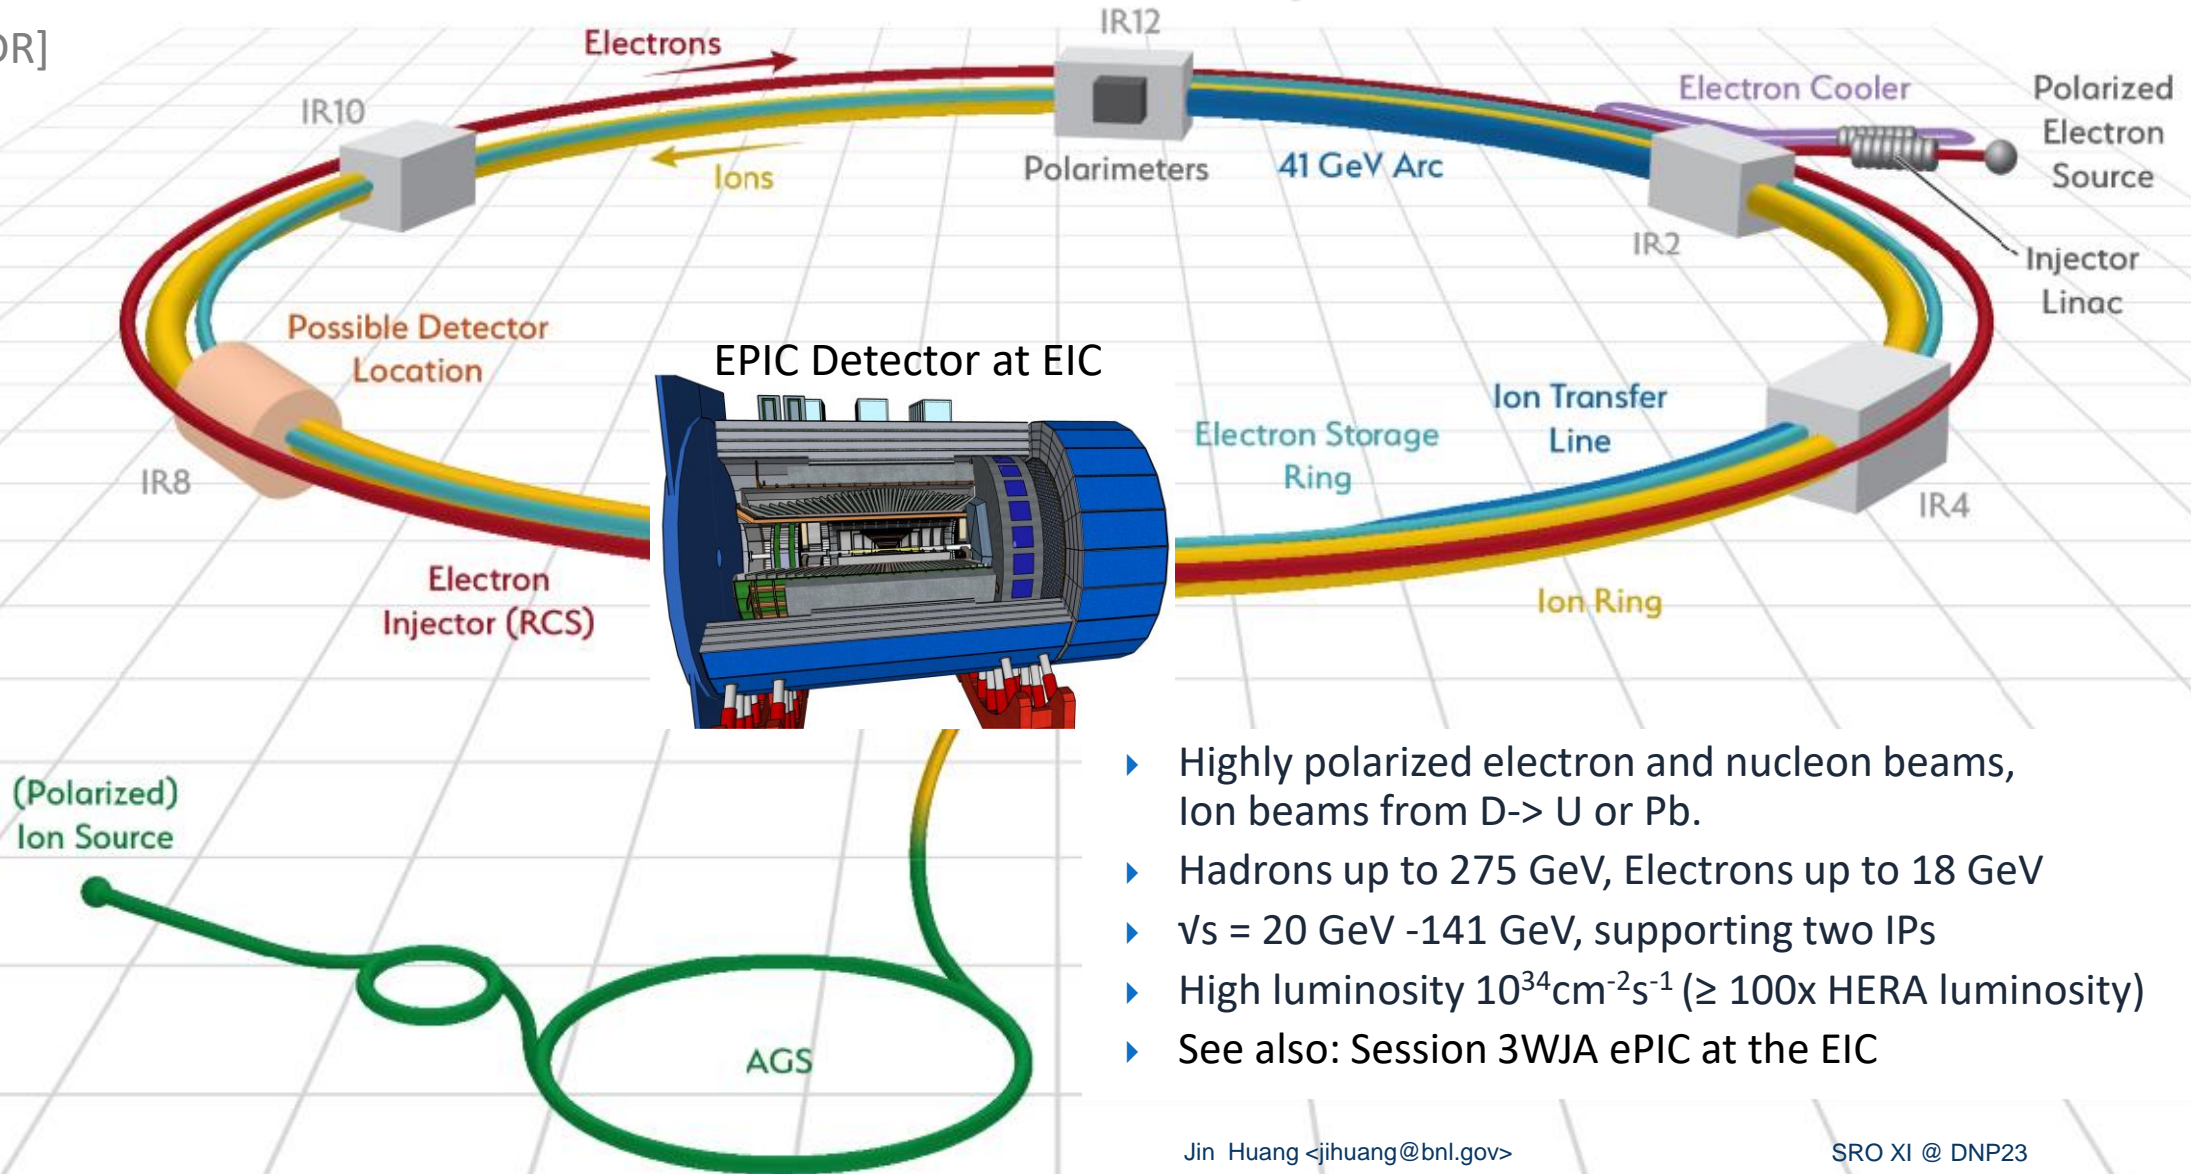 DR]
Electrons
IR12
IR10
Ions
Polarimeters
41 GeV Arc
Electron Cooler
Polarized
Electron
Source
IR2
Injector
Linac
Possible Detector
Location
IR8
EPIC Detector at EIC
Electron Storage
Ring
Ion Transfer
Line
IR4
Electron
Injector (RCS)
Ion Ring
(Polarized)
Ion Source
AGS
Highly polarized electron and nucleon beams,
Ion beams from D-> U or Pb.
Hadrons up to 275 GeV, Electrons up to 18 GeV
√s = 20 GeV -141 GeV, supporting two IPs
High luminosity 10³⁴cm⁻²s⁻¹ (≥ 100x HERA luminosity)
See also: Session 3WJA ePIC at the EIC
Jin Huang <jihuang@bnl.gov>
SRO XI @ DNP23